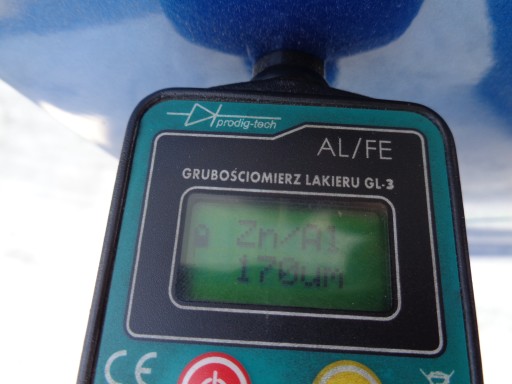 prodig-tech
AL/FE
GRUBOŚCIOMIERZ LAKIERU GL-3
Zn/Al
170um
CE